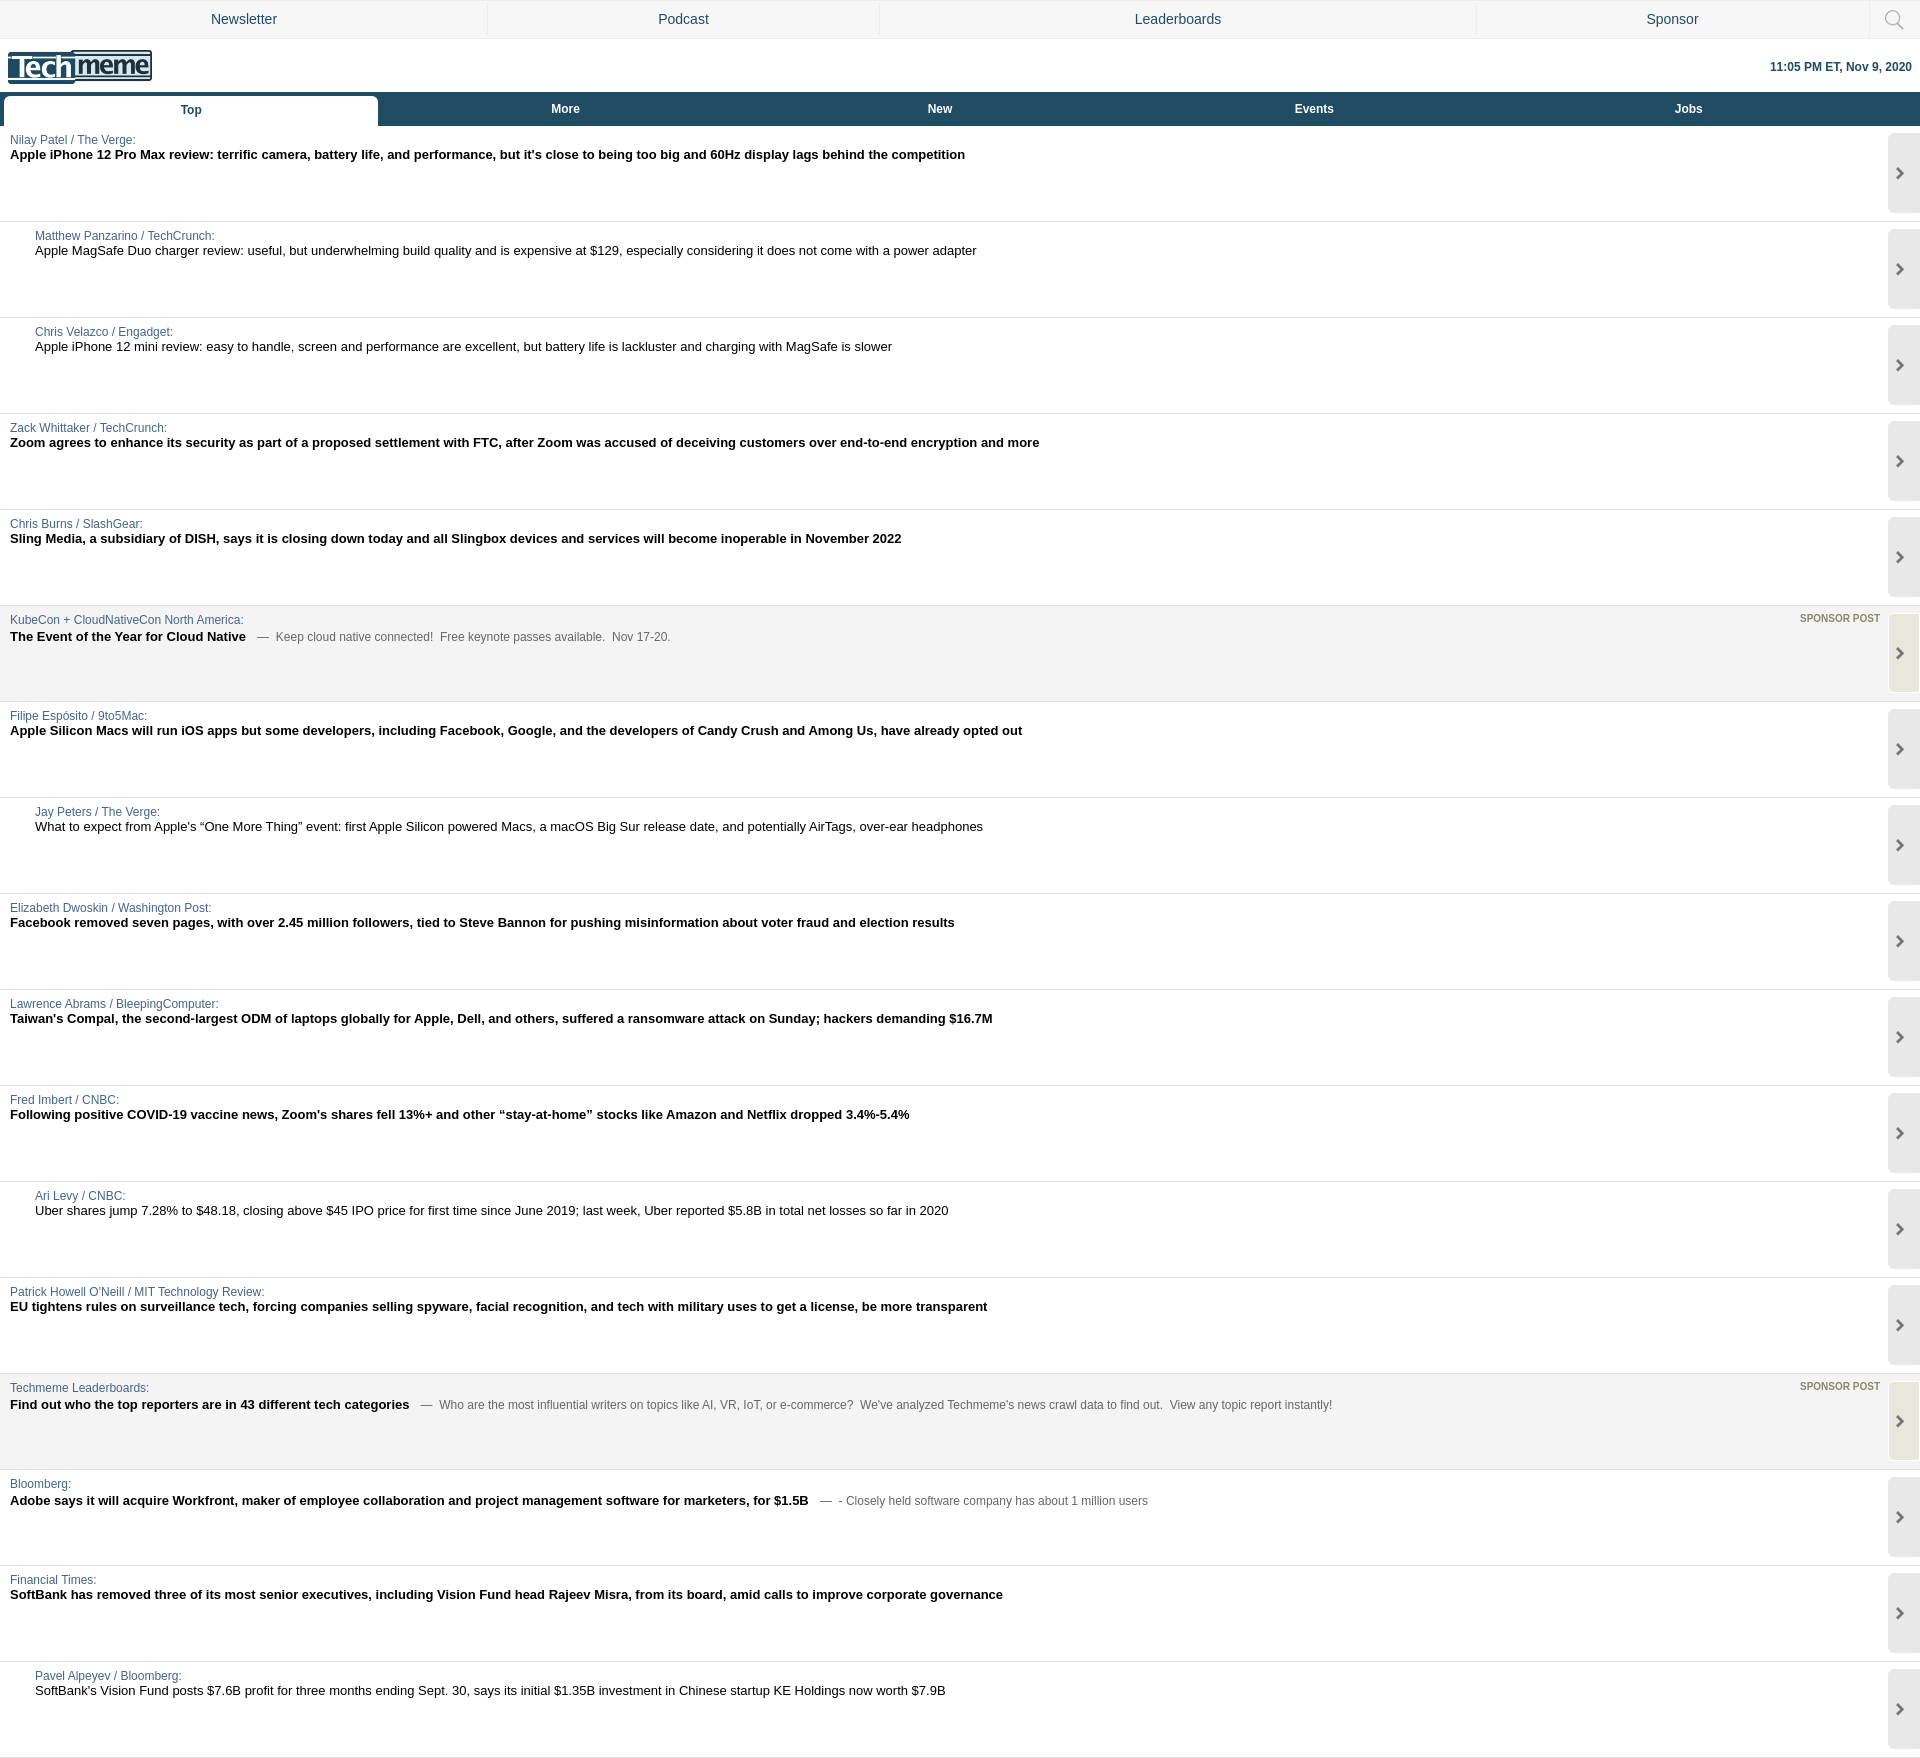 Newsletter
Podcast
Leaderboards
Sponsor
Techmeme
11:05 PM ET, Nov 9, 2020
Top
More
New
Events
Jobs
Nilay Patel / The Verge:
Apple iPhone 12 Pro Max review: terrific camera, battery life, and performance, but it's close to being too big and 60Hz display lags behind the competition
Matthew Panzarino / TechCrunch:
Apple MagSafe Duo charger review: useful, but underwhelming build quality and is expensive at $129, especially considering it does not come with a power adapter
Chris Velazco / Engadget:
Apple iPhone 12 mini review: easy to handle, screen and performance are excellent, but battery life is lackluster and charging with MagSafe is slower
Zack Whittaker / TechCrunch:
Zoom agrees to enhance its security as part of a proposed settlement with FTC, after Zoom was accused of deceiving customers over end-to-end encryption and more
Chris Burns / SlashGear:
Sling Media, a subsidiary of DISH, says it is closing down today and all Slingbox devices and services will become inoperable in November 2022
KubeCon + CloudNativeCon North America:
SPONSOR POST
The Event of the Year for Cloud Native — Keep cloud native connected! Free keynote passes available. Nov 17-20.
Filipe Espósito / 9to5Mac:
Apple Silicon Macs will run iOS apps but some developers, including Facebook, Google, and the developers of Candy Crush and Among Us, have already opted out
Jay Peters / The Verge:
What to expect from Apple's “One More Thing” event: first Apple Silicon powered Macs, a macOS Big Sur release date, and potentially AirTags, over-ear headphones
Elizabeth Dwoskin / Washington Post:
Facebook removed seven pages, with over 2.45 million followers, tied to Steve Bannon for pushing misinformation about voter fraud and election results
Lawrence Abrams / BleepingComputer:
Taiwan's Compal, the second-largest ODM of laptops globally for Apple, Dell, and others, suffered a ransomware attack on Sunday; hackers demanding $16.7M
Fred Imbert / CNBC:
Following positive COVID-19 vaccine news, Zoom's shares fell 13%+ and other “stay-at-home” stocks like Amazon and Netflix dropped 3.4%-5.4%
Ari Levy / CNBC:
Uber shares jump 7.28% to $48.18, closing above $45 IPO price for first time since June 2019; last week, Uber reported $5.8B in total net losses so far in 2020
Patrick Howell O'Neill / MIT Technology Review:
EU tightens rules on surveillance tech, forcing companies selling spyware, facial recognition, and tech with military uses to get a license, be more transparent
Techmeme Leaderboards:
SPONSOR POST
Find out who the top reporters are in 43 different tech categories — Who are the most influential writers on topics like AI, VR, IoT, or e-commerce? We've analyzed Techmeme's news crawl data to find out. View any topic report instantly!
Bloomberg:
Adobe says it will acquire Workfront, maker of employee collaboration and project management software for marketers, for $1.5B — - Closely held software company has about 1 million users
Financial Times:
SoftBank has removed three of its most senior executives, including Vision Fund head Rajeev Misra, from its board, amid calls to improve corporate governance
Pavel Alpeyev / Bloomberg:
SoftBank's Vision Fund posts $7.6B profit for three months ending Sept. 30, says its initial $1.35B investment in Chinese startup KE Holdings now worth $7.9B